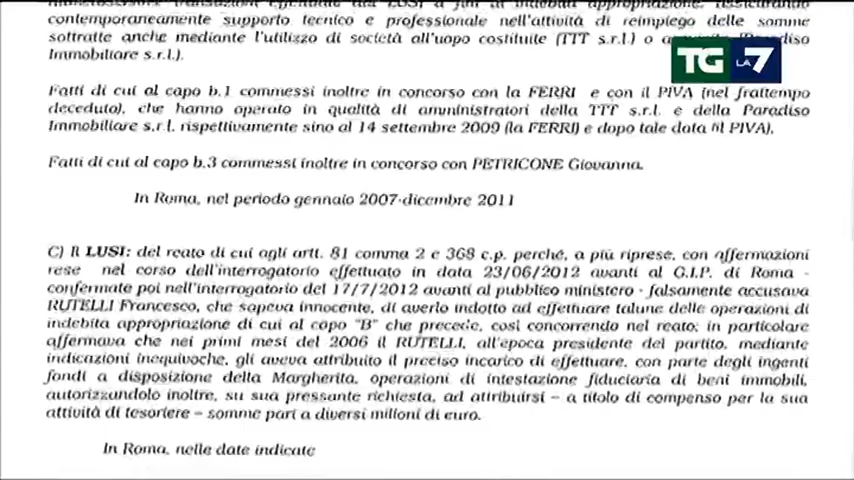 contemporaneamente supporto tecnico e professionale nell'attività di reimpiego delle somme
sottratte anche mediante l'utilizzo di società all'uopo costituite (TTT s.r.l.) o
Immobiliare s.r.l.).
TG LA 7
Fatti di cui al capo b.1 commessi inoltre in concorso con la FERRI e con il PIVA (nel frattempo
deceduto), che hanno operato in qualità di amministratori della TTT s.r.l. e della Paradiso
Immobiliare s.r.l. rispettivamente sino al 14 settembre 2009 (la FERRI) e dopo tale data (il PIVA).
Fatti di cui al capo b.3 commessi inoltre in concorso con PETRICONE Giovanna.
In Roma, nel periodo gennaio 2007-dicembre 2011
C) Il LUSI: del reato di cui agli artt. 81 comma 2 e 368 c.p. perché, a più riprese, con affermazioni
rese nel corso dell'interrogatorio effettuato in data 23/06/2012 avanti al G.I.P. di Roma -
confermate poi nell'interrogatorio del 17/7/2012 avanti al pubblico ministero - falsamente accusava
RUTELLI Francesco, che sapeva innocente, di averlo indotto ad effettuare talune delle operazioni di
indebita appropriazione di cui al capo "B" che precede, così concorrendo nel reato; in particolare
affermava che nei primi mesi del 2006 il RUTELLI, all'epoca presidente del partito, mediante
indicazioni inequivoche, gli aveva attribuito il preciso incarico di effettuare, con parte degli ingenti
fondi a disposizione della Margherita, operazioni di intestazione fiduciaria di beni immobili,
autorizzandolo inoltre, su sua pressante richiesta, ad attribuirsi – a titolo di compenso per la sua
attività di tesoriere – somme pari a diversi milioni di euro.
In Roma, nelle date indicate